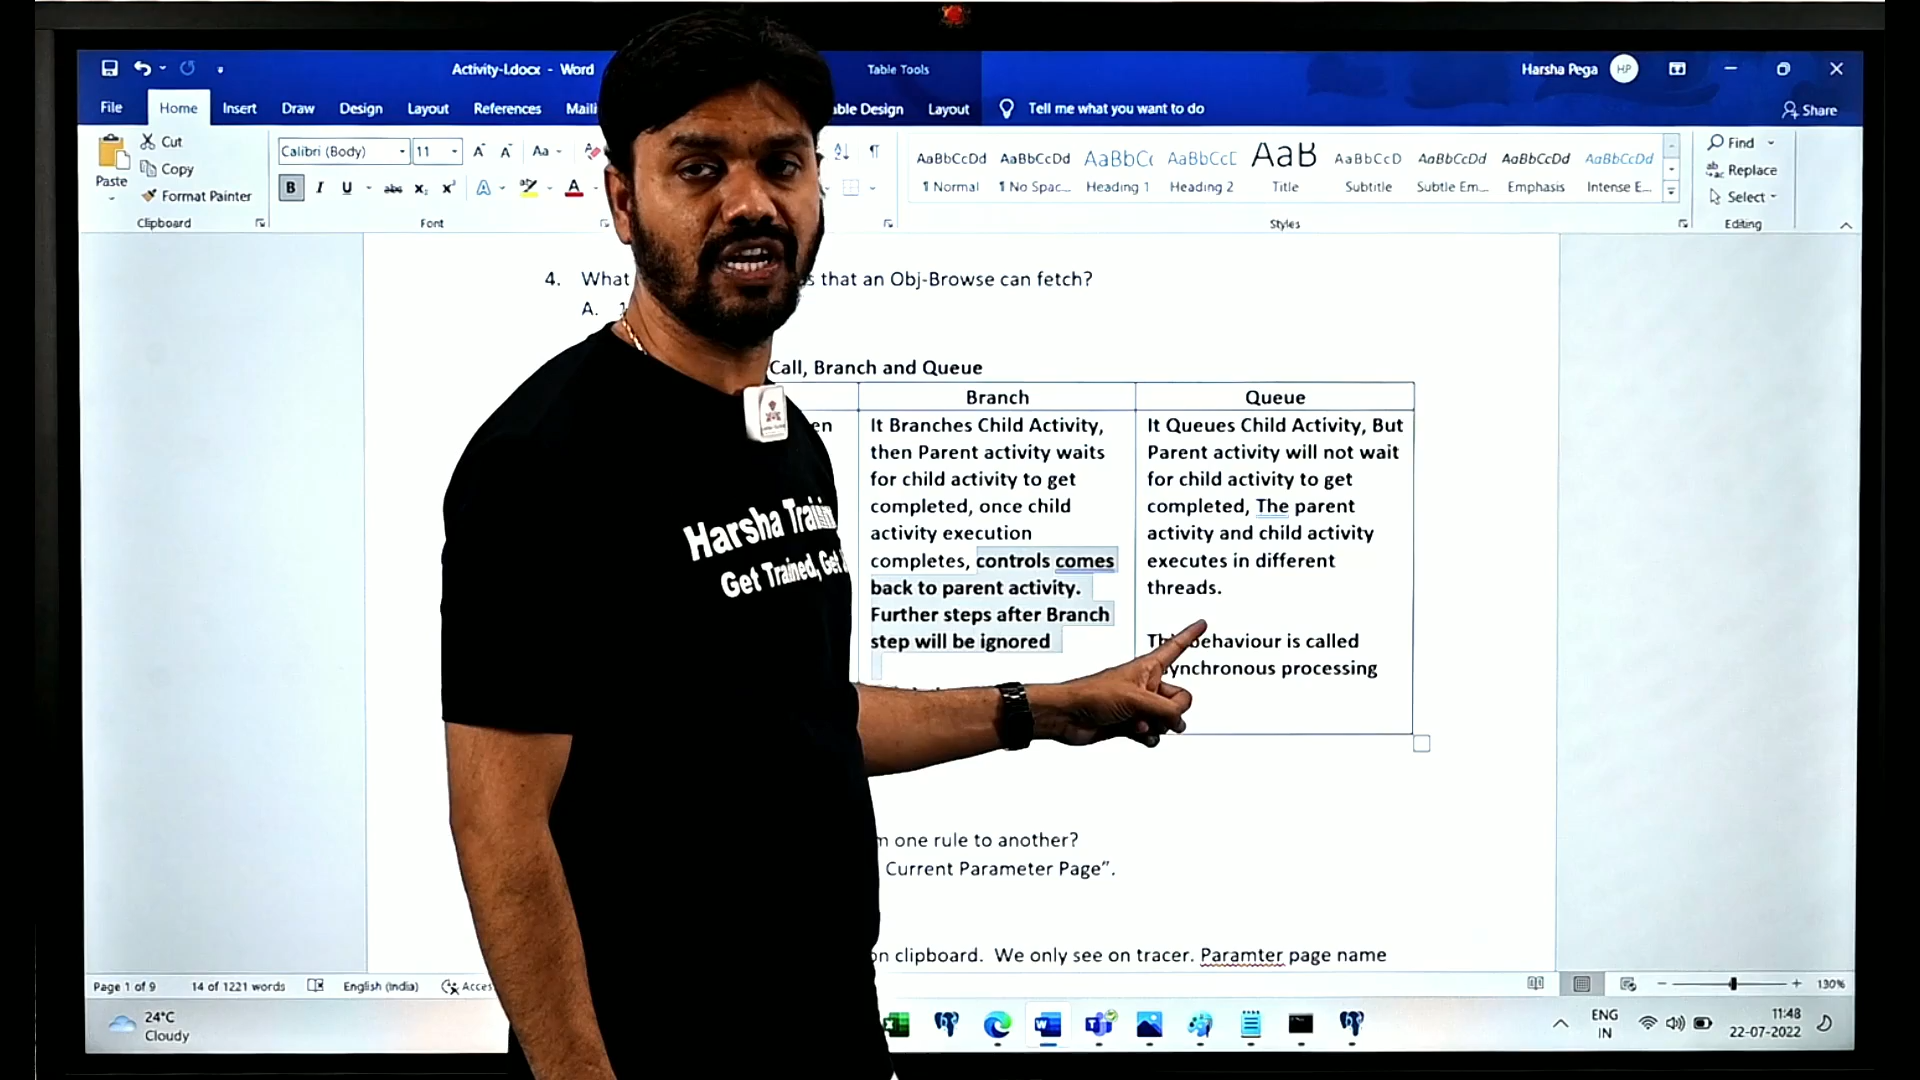 Activity-I.docx - Word
Table Tools
Harsha Pega
HP
File
Home
Insert
Draw
Design
Layout
References
Design
Layout
Tell me what you want to do
Share
Paste
Cut
Copy
Format Painter
Clipboard
Calibri (Body)
11
Aa
B
I
U
abc
Font
AaBbCcDd
AaBbCcDd
AaBbC
AaBbCcD
AaB
AaBbCcD
AaBbCcDd
AaBbCcDd
AaBbCcDd
¶ Normal
¶ No Spac...
Heading 1
Heading 2
Title
Subtitle
Subtle Em...
Emphasis
Intense E...
Styles
Find
Replace
Select
Editing
4. What
that an Obj-Browse can fetch?
A.
Call, Branch and Queue
Branch
Queue
It Branches Child Activity,
then Parent activity waits
for child activity to get
completed, once child
activity execution
completes, controls comes
back to parent activity.
Further steps after Branch
step will be ignored
It Queues Child Activity, But
Parent activity will not wait
for child activity to get
completed, The parent
activity and child activity
executes in different
threads.
behaviour is called
processing
Harsha
Get Trained, Get
one rule to another?
Current Parameter Page”.
clipboard. We only see on tracer. Paramter page name
Page 1 of 9
14 of 1221 words
English (India)
130%
24°C
Cloudy
ENG
IN
11:48
22-07-2022